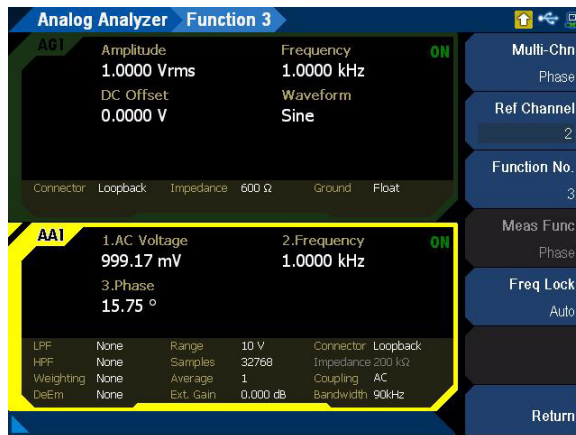 Analog Analyzer Function 3
AG1 Amplitude Frequency ON
1.0000 Vrms 1.0000 kHz
DC Offset Waveform
0.0000 V Sine
Connector Loopback Impedance 600 Ω Ground Float
AA1 1.AC Voltage 2.Frequency ON
999.17 mV 1.0000 kHz
3.Phase
15.75 °
LPF None Range 10 V Connector Loopback
HPF None Samples 32768 Impedance 200 kΩ
Weighting None Average 1 Coupling AC
DeEm None Ext. Gain 0.000 dB Bandwidth 90kHz
Multi-Chn
Phase
Ref Channel
2
Function No.
3
Meas Func
Phase
Freq Lock
Auto
Return